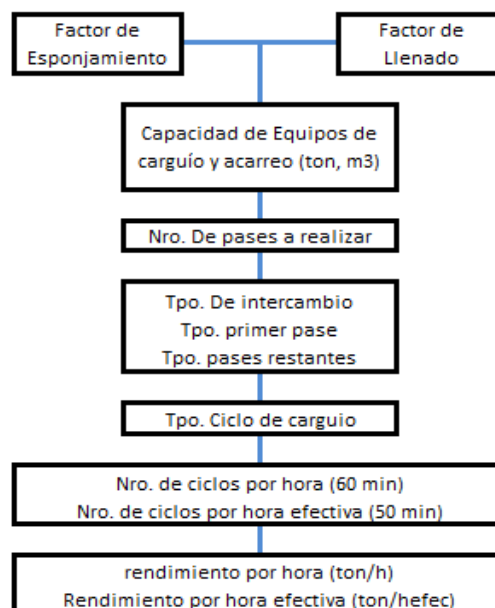 Factor de
Esponjamiento
Factor de
Llenado
Capacidad de Equipos de
carguío y acarreo (ton, m3)
Nro. De pases a realizar
Tpo. De intercambio
Tpo. primer pase
Tpo. pases restantes
Tpo. Ciclo de carguio
Nro. de ciclos por hora (60 min)
Nro. de ciclos por hora efectiva (50 min)
rendimiento por hora (ton/h)
Rendimiento por hora efectiva (ton/hefec)